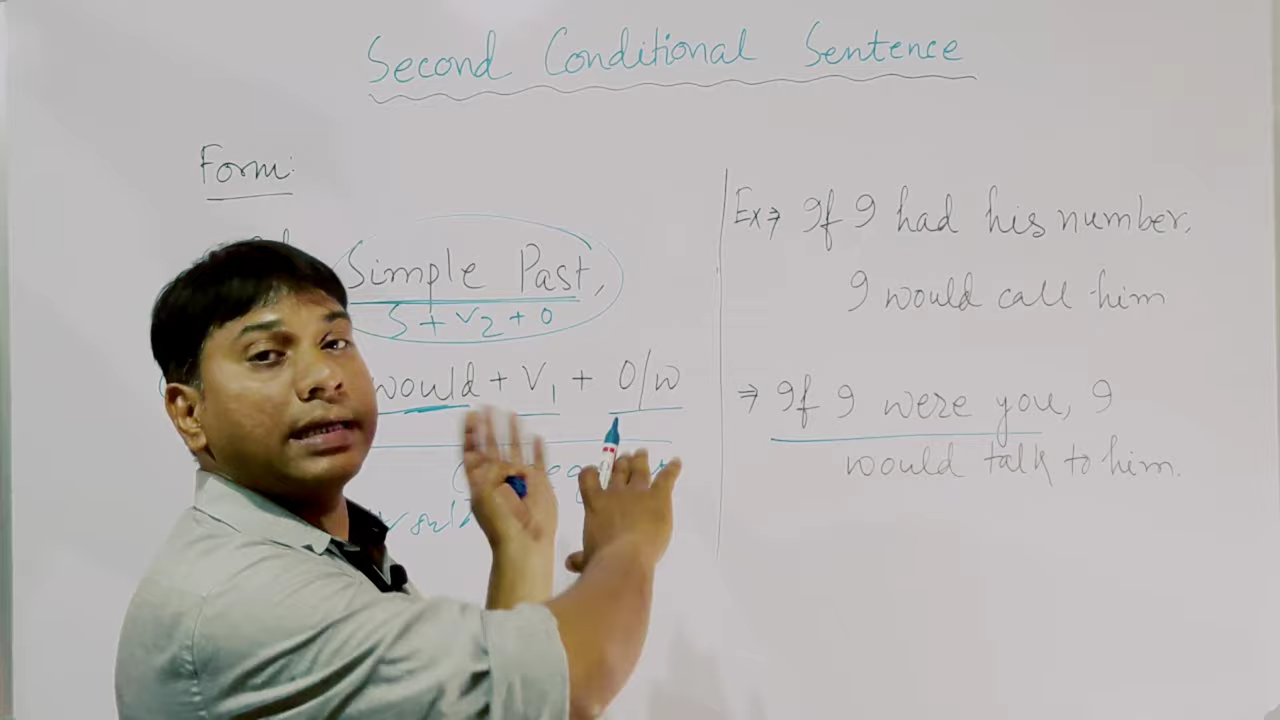 Second Conditional Sentence
Form:
Simple Past,
S + V2 + O
would + V1 + O/w
Ex⇒ If I had his number,
I would call him
⇒ If I were you, I
would talk to him.